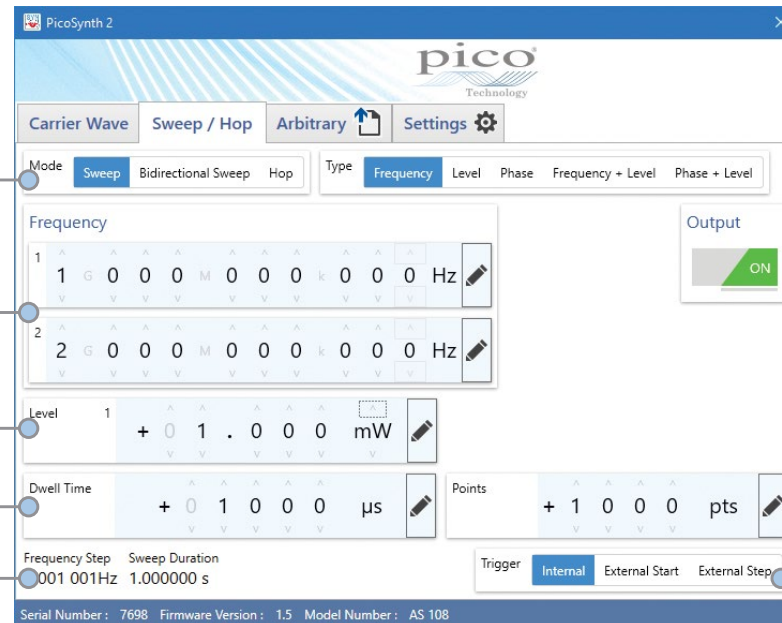 PicoSynth 2
pico
Technology
Carrier Wave Sweep / Hop Arbitrary Settings
Mode Sweep Bidirectional Sweep Hop Type Frequency Level Phase Frequency + Level Phase + Level
Frequency Output
1 1 G 0 0 0 M 0 0 0 k 0 0 0 Hz
ON
2 2 G 0 0 0 M 0 0 0 k 0 0 0 Hz
Level 1 + 0 1 . 0 0 0 mW
Dwell Time + 0 1 0 0 0 µs Points + 1 0 0 0 pts
Frequency Step Sweep Duration Trigger Internal External Start External Step
001 001Hz 1.000000 s
Serial Number : 7698 Firmware Version : 1.5 Model Number : AS 108